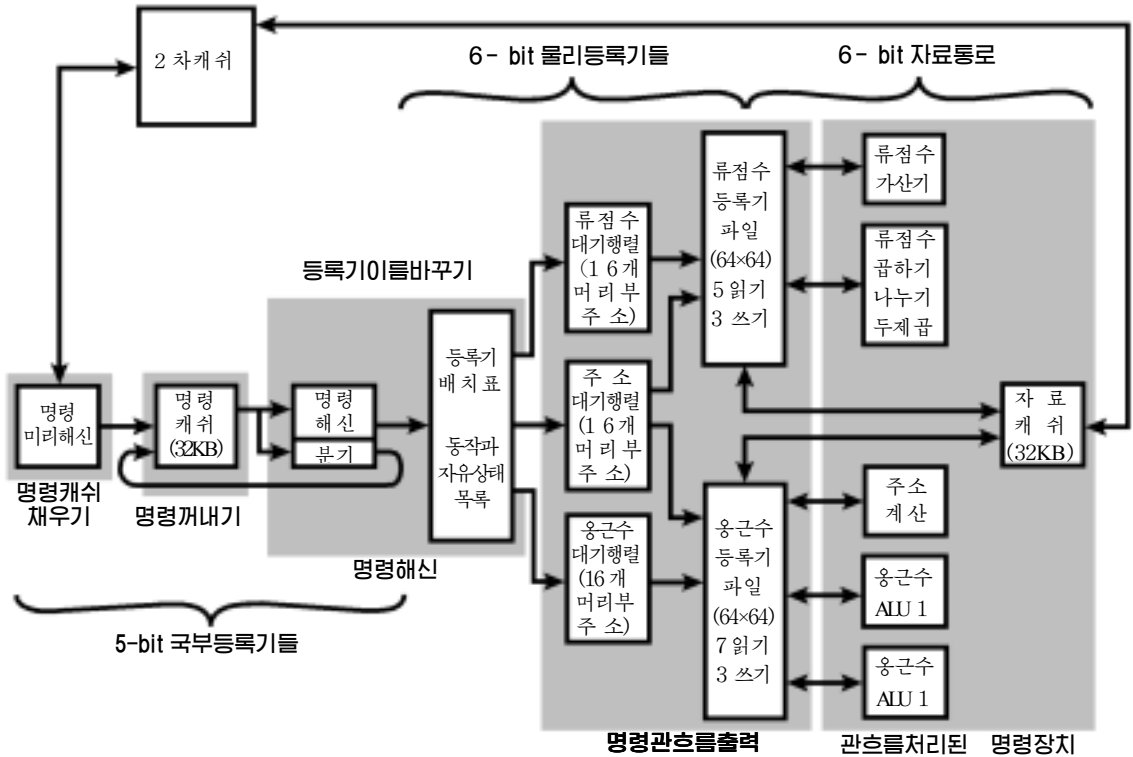 2 차캐쉬
6- bit 물리등록기들
6- bit 자료통로
등록기이름바꾸기
명령
미리해신
명령캐쉬
채우기
명령
캐쉬
(32KB)
명령꺼내기
명령
해신
분기
등록기
배치표
동작과
자유상태
목록
명령해신
5-bit 국부등록기들
류점수
대기행렬
(16개
머리부
주소)
주소
대기행렬
(16개
머리부
주소)
옹근수
대기행렬
(16개
머리부
주소)
류점수
등록기
파일
(64×64)
5읽기
3 쓰기
옹근수
등록기
파일
(64×64)
7읽기
3 쓰기
명령관흐름출력
류점수
가산기
류점수
곱하기
나누기
두제곱
자료
캐쉬
(32KB)
주소
계산
옹근수
ALU 1
옹근수
ALU 1
관흐름처리된 명령장치